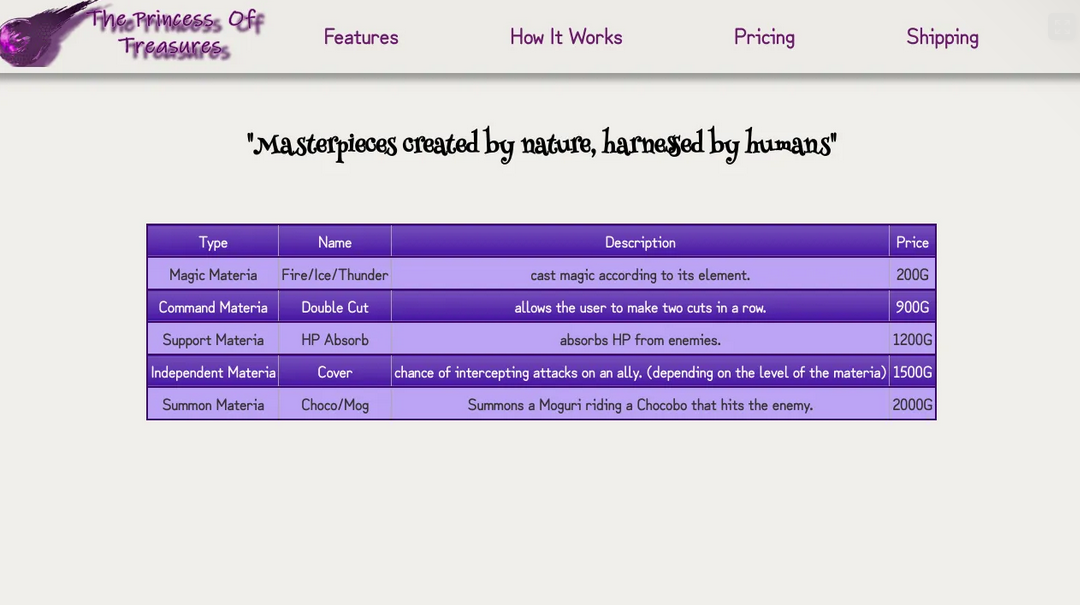 The Princess Off
Treasures
Features How It Works Pricing Shipping
"Masterpieces created by nature, harnessed by humans"
Type Name Description Price
Magic Materia Fire/Ice/Thunder cast magic according to its element. 200G
Command Materia Double Cut allows the user to make two cuts in a row. 900G
Support Materia HP Absorb absorbs HP from enemies. 1200G
Independent Materia Cover chance of intercepting attacks on an ally. (depending on the level of the materia) 1500G
Summon Materia Choco/Mog Summons a Moguri riding a Chocobo that hits the enemy. 2000G